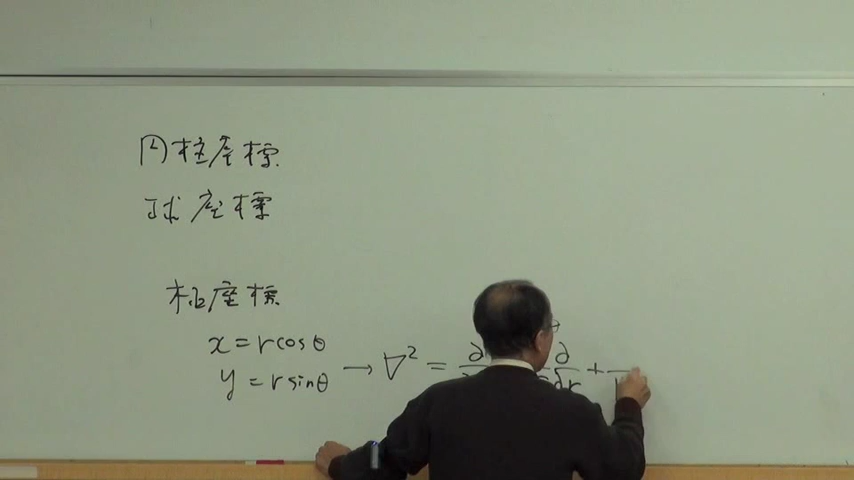 円柱座標
球座標
極座標
x = r cos θ
y = r sin θ → ∇² = ∂ ∂/∂r +